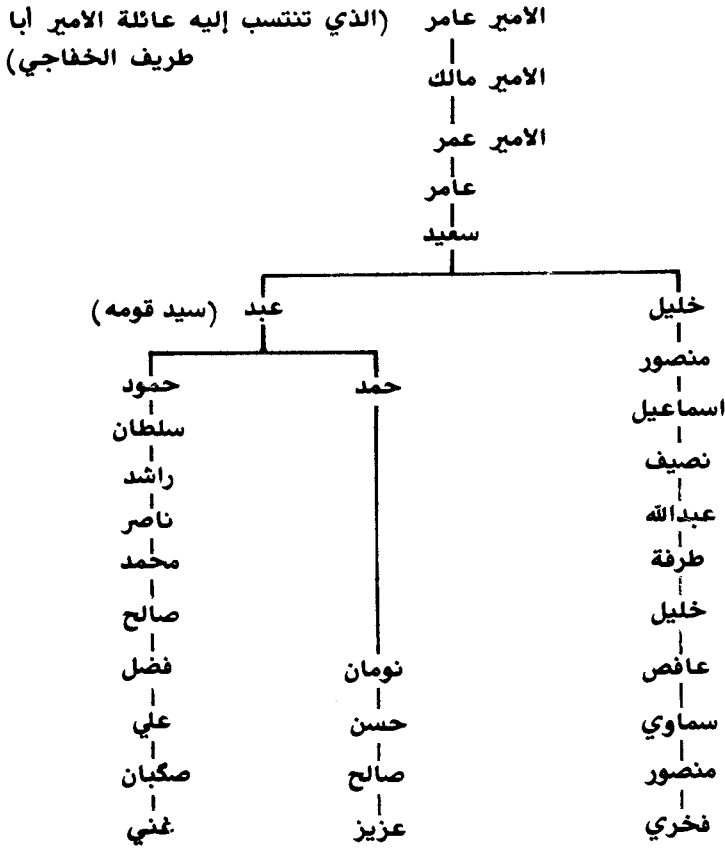 الامير عامر (الذي تنتسب إليه عائلة الامير أبا
طريف الخفاجي)
الامير مالك
الامير عمر
عامر
سعيد
خليل
عبد (سيد قومه)
منصور
حمد
حمود
اسماعيل
سلطان
نصيف
راشد
عبدالله
ناصر
طرفة
محمد
خليل
صالح
عافص
نومان
فضل
سماوي
حسن
علي
منصور
صالح
صگبان
فخري
عزيز
غني